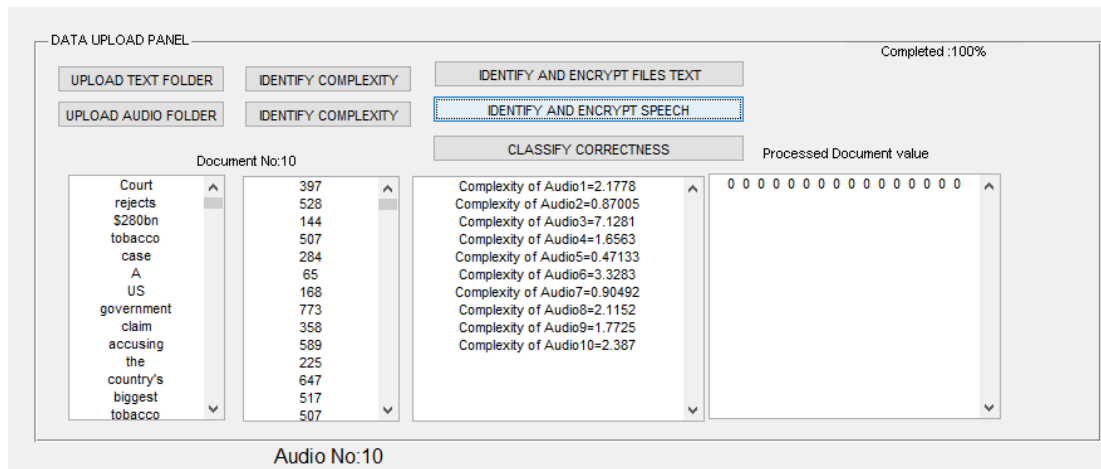 DATA UPLOAD PANEL
Completed :100%
UPLOAD TEXT FOLDER
IDENTIFY COMPLEXITY
IDENTIFY AND ENCRYPT FILES TEXT
UPLOAD AUDIO FOLDER
IDENTIFY COMPLEXITY
IDENTIFY AND ENCRYPT SPEECH
CLASSIFY CORRECTNESS
Document No:10
Processed Document value
Court
rejects
$280bn
tobacco
case
A
US
government
claim
accusing
the
country's
biggest
tobacco
397
528
144
507
284
65
168
773
358
589
225
647
517
507
Complexity of Audio1=2.1778
Complexity of Audio2=0.87005
Complexity of Audio3=7.1281
Complexity of Audio4=1.6563
Complexity of Audio5=0.47133
Complexity of Audio6=3.3283
Complexity of Audio7=0.90492
Complexity of Audio8=2.1152
Complexity of Audio9=1.7725
Complexity of Audio10=2.387
0 0 0 0 0 0 0 0 0 0 0 0 0 0 0 0
Audio No:10